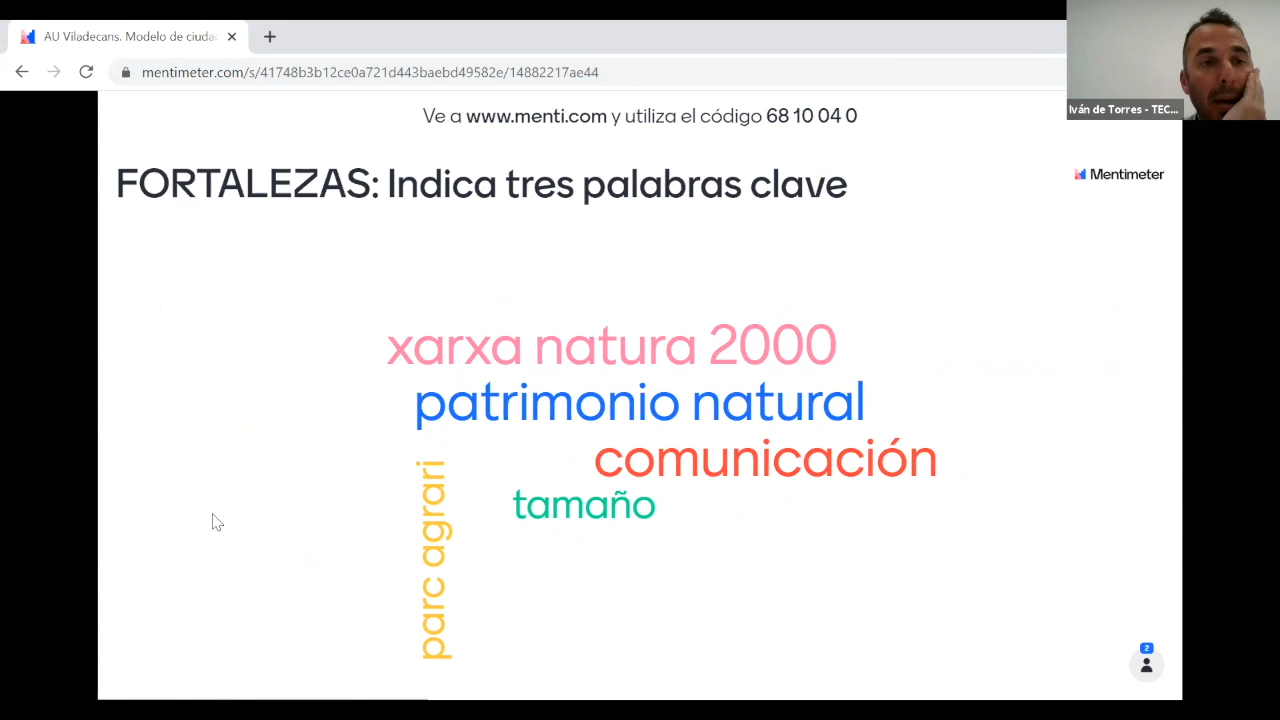 AU Viladecans. Modelo de ciudad
mentimeter.com/s/41748b3b12ce0a721d443baebd49582e/14882217ae44
Iván de Torres - TEC...
Ve a www.menti.com y utiliza el código 68 10 04 0
FORTALEZAS: Indica tres palabras clave
Mentimeter
xarxa natura 2000
patrimonio natural
comunicación
tamaño
parc agrari
2